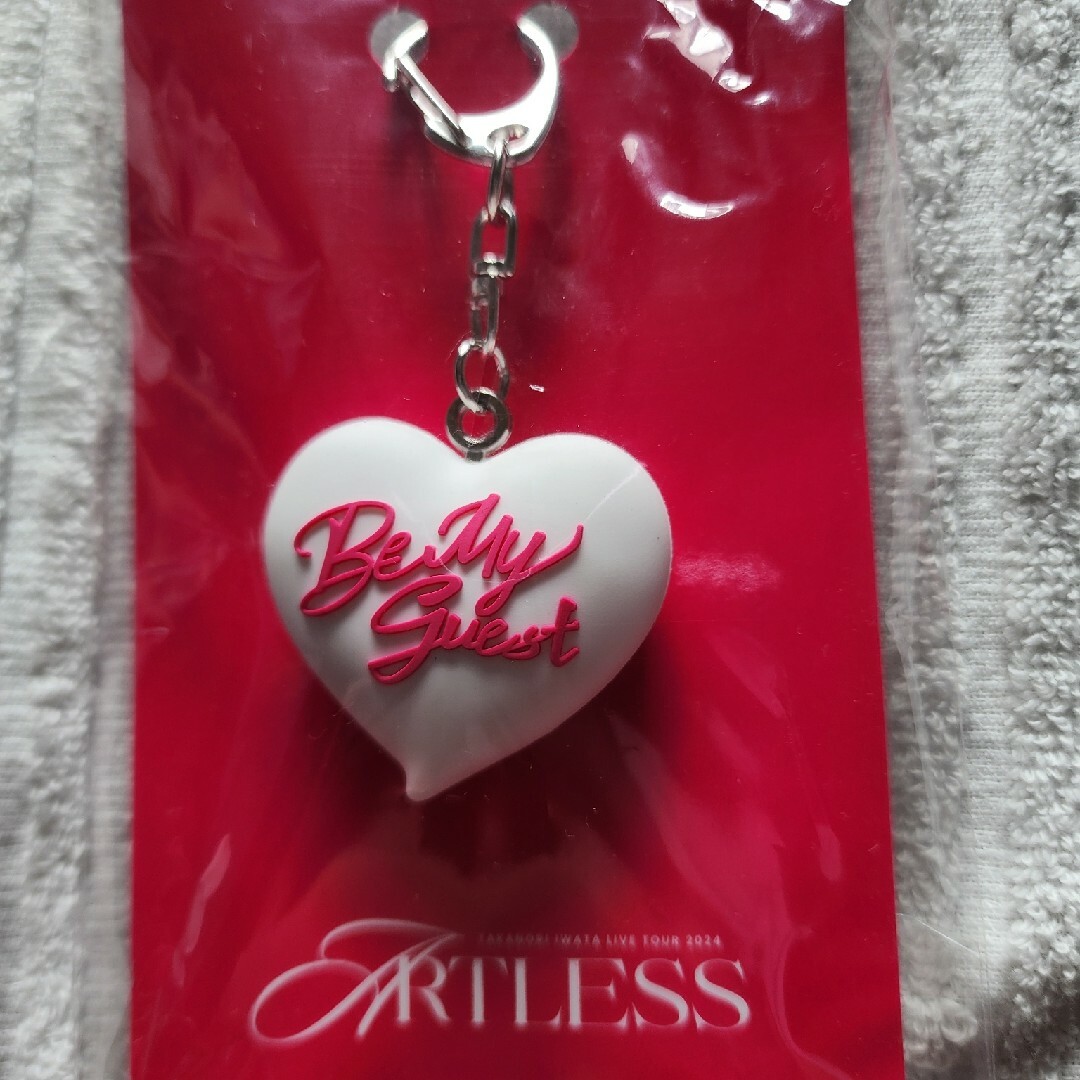 Be My
Guest
TAKANORI IWATA LIVE TOUR 2024
ARTLESS